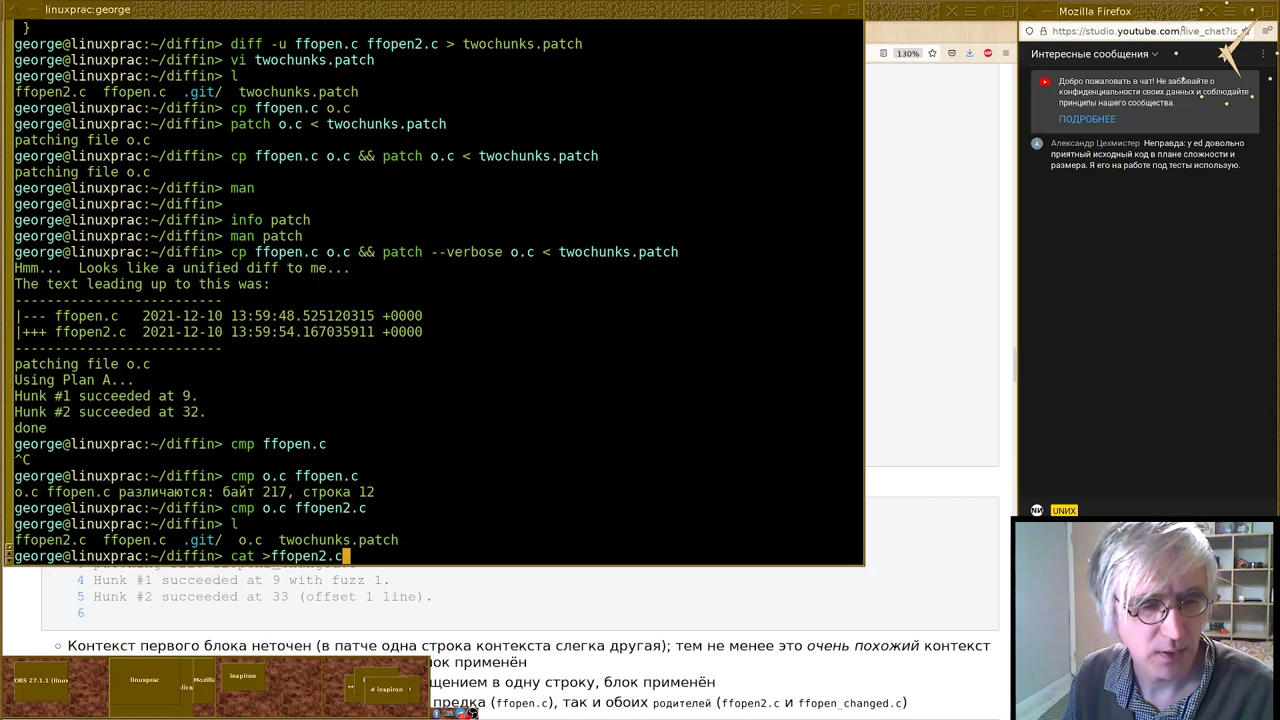 linuxprac:george
}
george@linuxprac:~/diffin> diff -u ffopen.c ffopen2.c > twochunks.patch
george@linuxprac:~/diffin> vi twochunks.patch
george@linuxprac:~/diffin> l
ffopen2.c  ffopen.c  .git/  twochunks.patch
george@linuxprac:~/diffin> cp ffopen.c o.c
george@linuxprac:~/diffin> patch o.c < twochunks.patch
patching file o.c
george@linuxprac:~/diffin> cp ffopen.c o.c && patch o.c < twochunks.patch
patching file o.c
george@linuxprac:~/diffin> man
george@linuxprac:~/diffin>
george@linuxprac:~/diffin> info patch
george@linuxprac:~/diffin> man patch
george@linuxprac:~/diffin> cp ffopen.c o.c && patch --verbose o.c < twochunks.patch
Hmm...  Looks like a unified diff to me...
The text leading up to this was:
--------------------------
|--- ffopen.c   2021-12-10 13:59:48.525120315 +0000
|+++ ffopen2.c  2021-12-10 13:59:54.167035911 +0000
--------------------------
patching file o.c
Using Plan A...
Hunk #1 succeeded at 9.
Hunk #2 succeeded at 32.
done
george@linuxprac:~/diffin> cmp ffopen.c
^C
george@linuxprac:~/diffin> cmp o.c ffopen.c
o.c ffopen.c различаются: байт 217, строка 12
george@linuxprac:~/diffin> cmp o.c ffopen2.c
george@linuxprac:~/diffin> l
ffopen2.c  ffopen.c  .git/  o.c  twochunks.patch
george@linuxprac:~/diffin> cat >ffopen2.c
130%
4 Hunk #1 succeeded at 9 with fuzz 1.
5 Hunk #2 succeeded at 33 (offset 1 line).
6
Контекст первого блока неточен (в патче одна строка контекста слегка другая); тем не менее это очень похожий контекст
лок применён
щением в одну строку, блок применён
предка (ffopen.c), так и обоих родителей (ffopen2.c и ffopen_changed.c)
OBS 27.1.1 (linux
linuxprac
Mozilla
inspiron
# inspiron
Mozilla Firefox
https://studio.youtube.com/live_chat?is
Интересные сообщения
Добро пожаловать в чат! Не забывайте о
конфиденциальности своих данных и соблюдайте
принципы нашего сообщества.
ПОДРОБНЕЕ
Александр Цехмистер Неправда: у ed довольно
приятный исходный код в плане сложности и
размера. Я его на работе под тесты использую.
UNИX